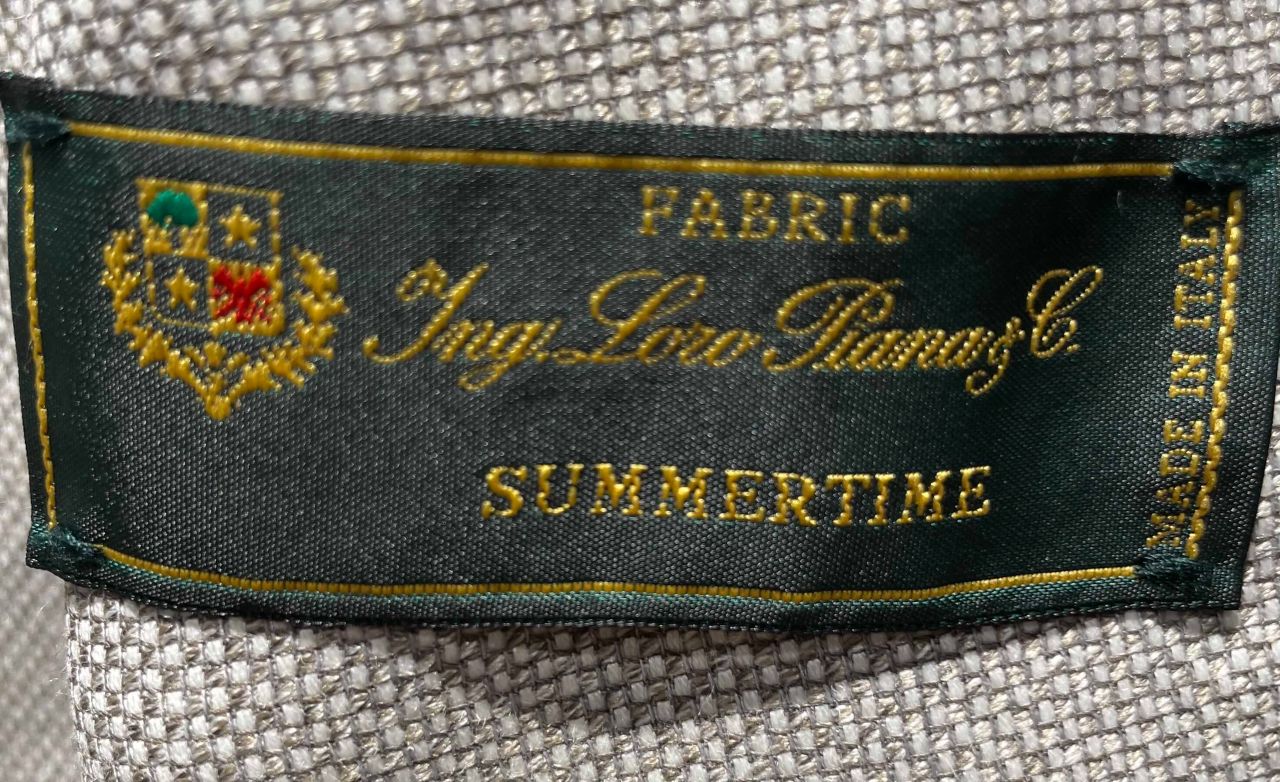 FABRIC
Ing. Loro Piana & C.
SUMMERTIME
MADE IN ITALY